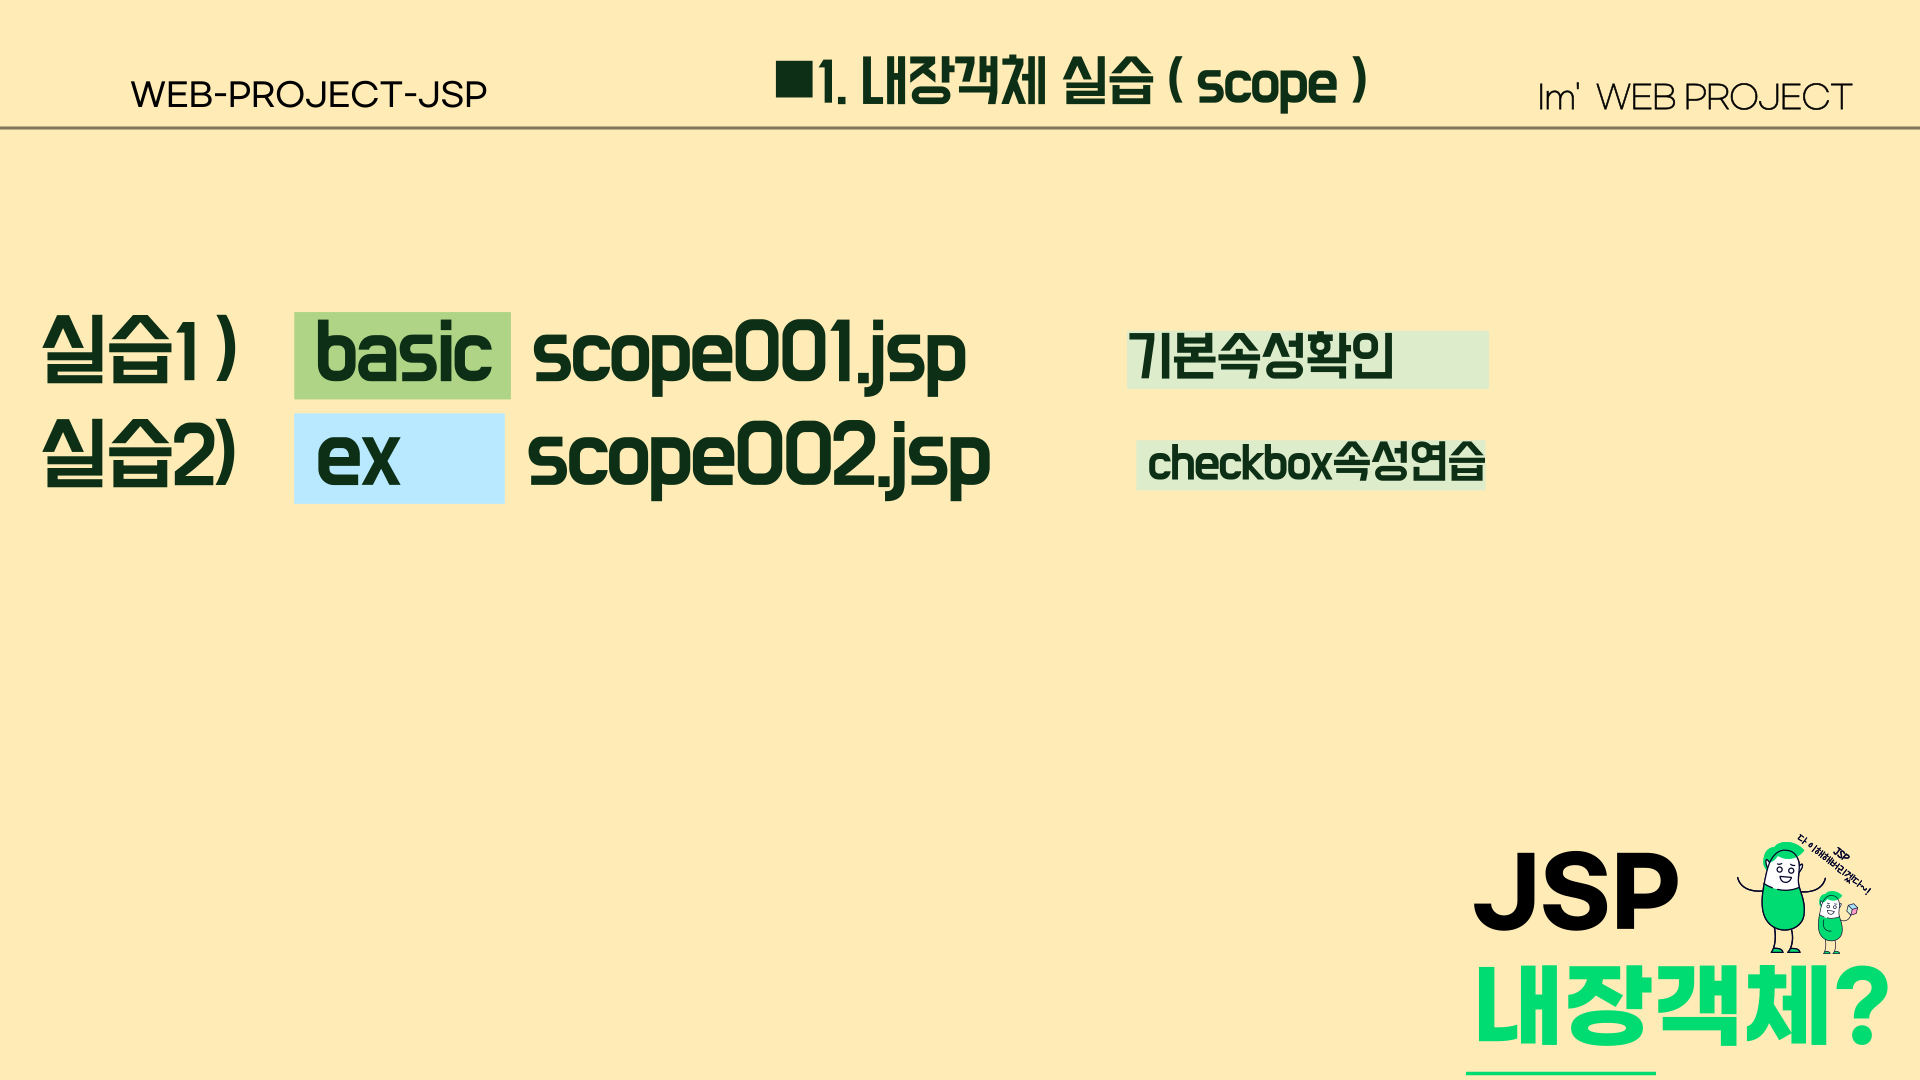 WEB-PROJECT-JSP
■1. 내장객체 실습 ( scope )
Im' WEB PROJECT
실습1 ) basic scope001.jsp 기본속성확인
실습2) ex scope002.jsp checkbox속성연습
JSP
JSP
다 이해해버리겠다~!
내장객체?